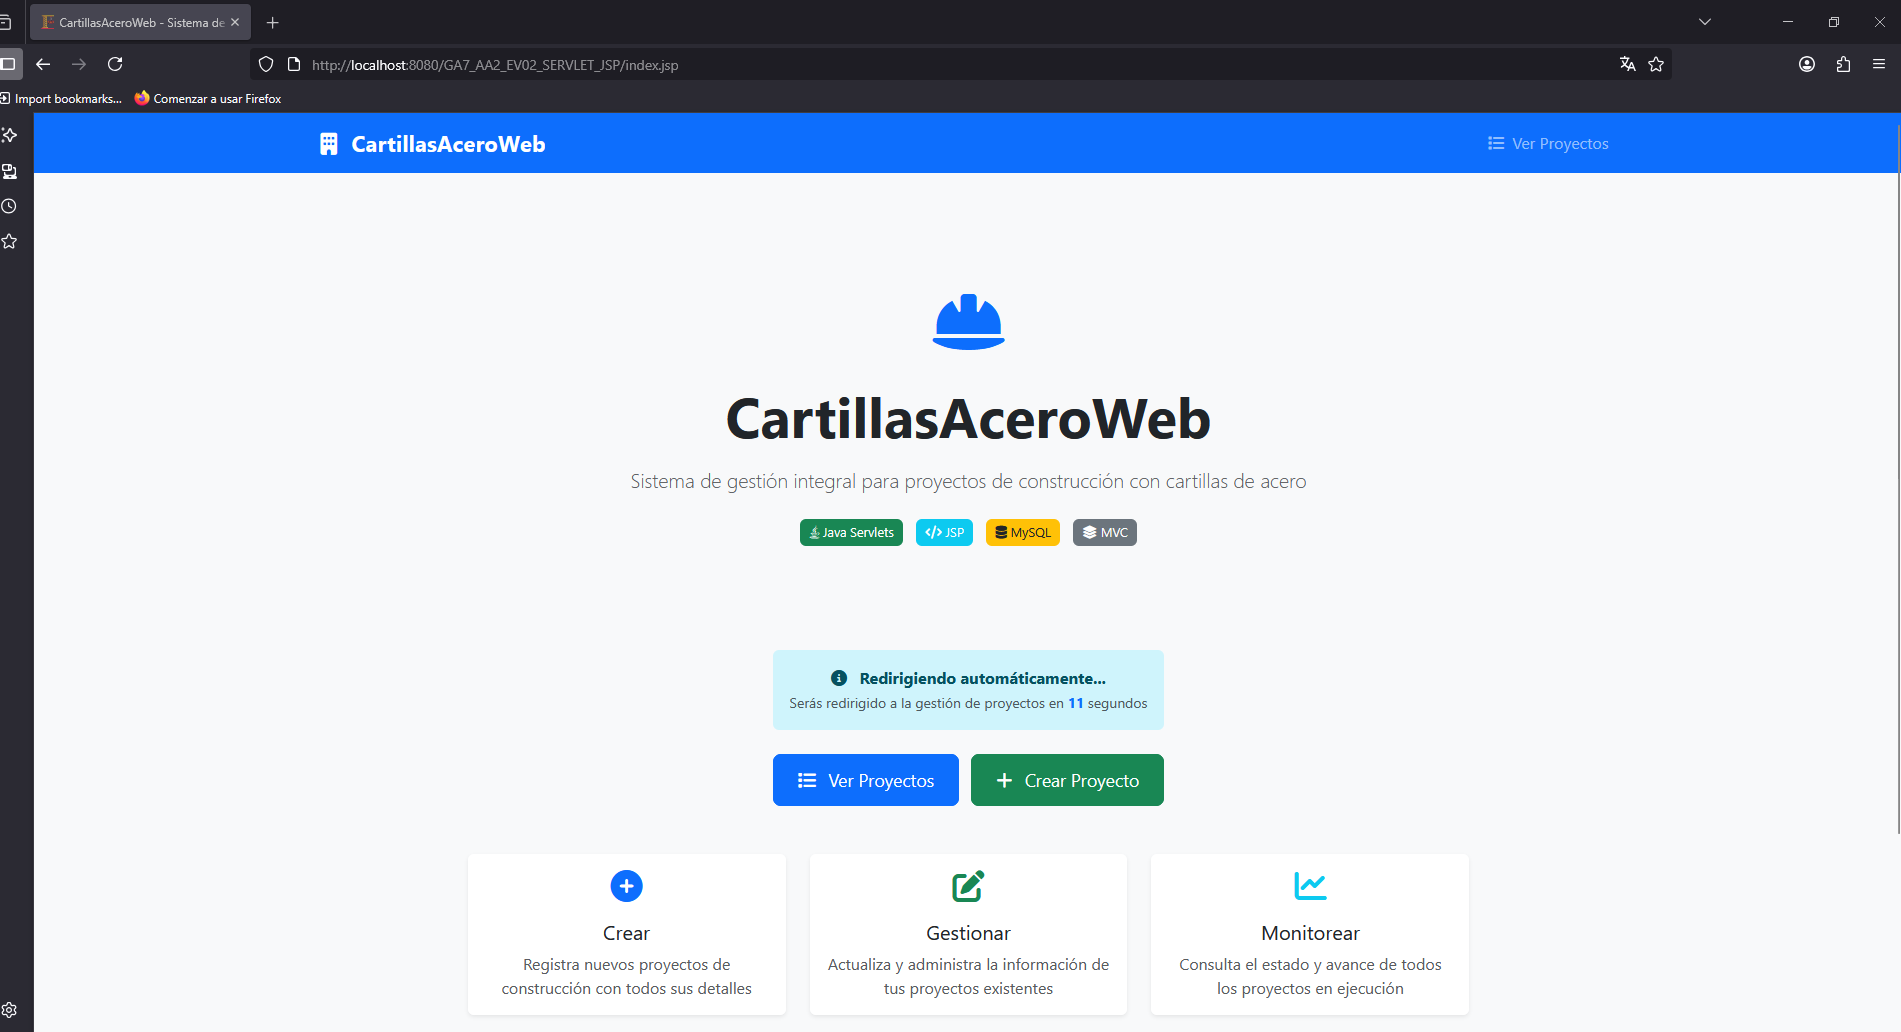 CartillasAceroWeb - Sistema de
http://localhost:8080/GA7_AA2_EV02_SERVLET_JSP/index.jsp
Import bookmarks...
Comenzar a usar Firefox
CartillasAceroWeb
Ver Proyectos
CartillasAceroWeb
Sistema de gestión integral para proyectos de construcción con cartillas de acero
Java Servlets
JSP
MySQL
MVC
Redirigiendo automáticamente...
Serás redirigido a la gestión de proyectos en 11 segundos
Ver Proyectos
Crear Proyecto
Crear
Registra nuevos proyectos de
construcción con todos sus detalles
Gestionar
Actualiza y administra la información de
tus proyectos existentes
Monitorear
Consulta el estado y avance de todos
los proyectos en ejecución